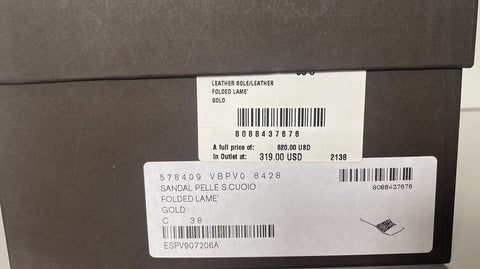 LEATHER SOLE/LEATHER
FOLDED LAME'
GOLD
8088437676
A full price of: 620.00 USD
In Outlet at: 319.00 USD 2138
578409 VBPV0 8428
SANDAL PELLE S.CUOIO
FOLDED LAME'
GOLD
C 38
8088437676
ESPV907206A